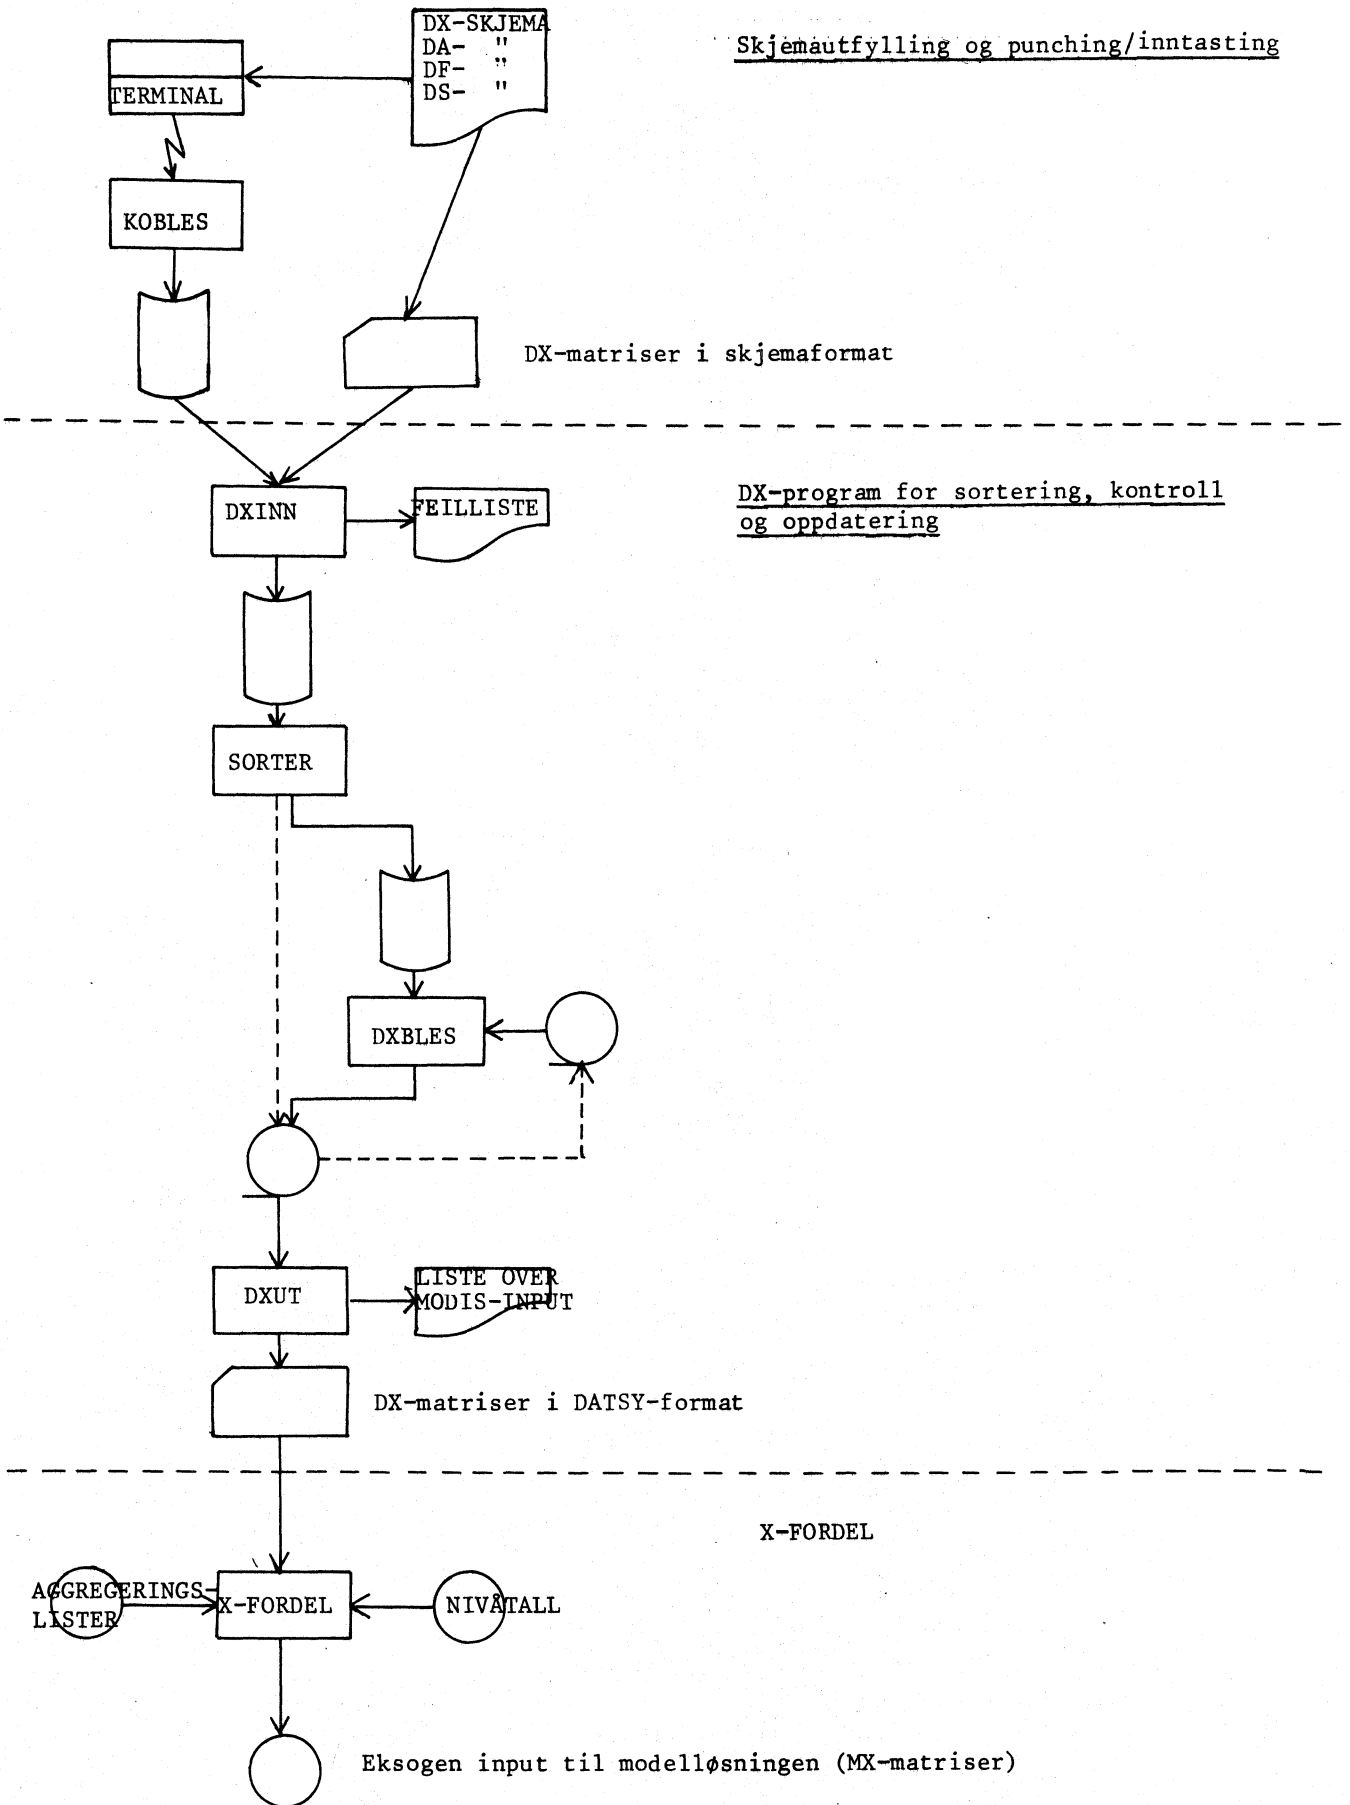 DX-SKJEMA
DA- "
DF- "
DS- "
Skjemautfylling og punching/inntasting
TERMINAL
KOBLES
DX-matriser i skjemaformat
DXINN
FEILLISTE
DX-program for sortering, kontroll
og oppdatering
SORTER
DXBLES
DXUT
LISTE OVER
MODIS-INPUT
DX-matriser i DATSY-format
X-FORDEL
AGGREGERINGS-
LISTER
X-FORDEL
NIVÅTALL
Eksogen input til modelløsningen (MX-matriser)